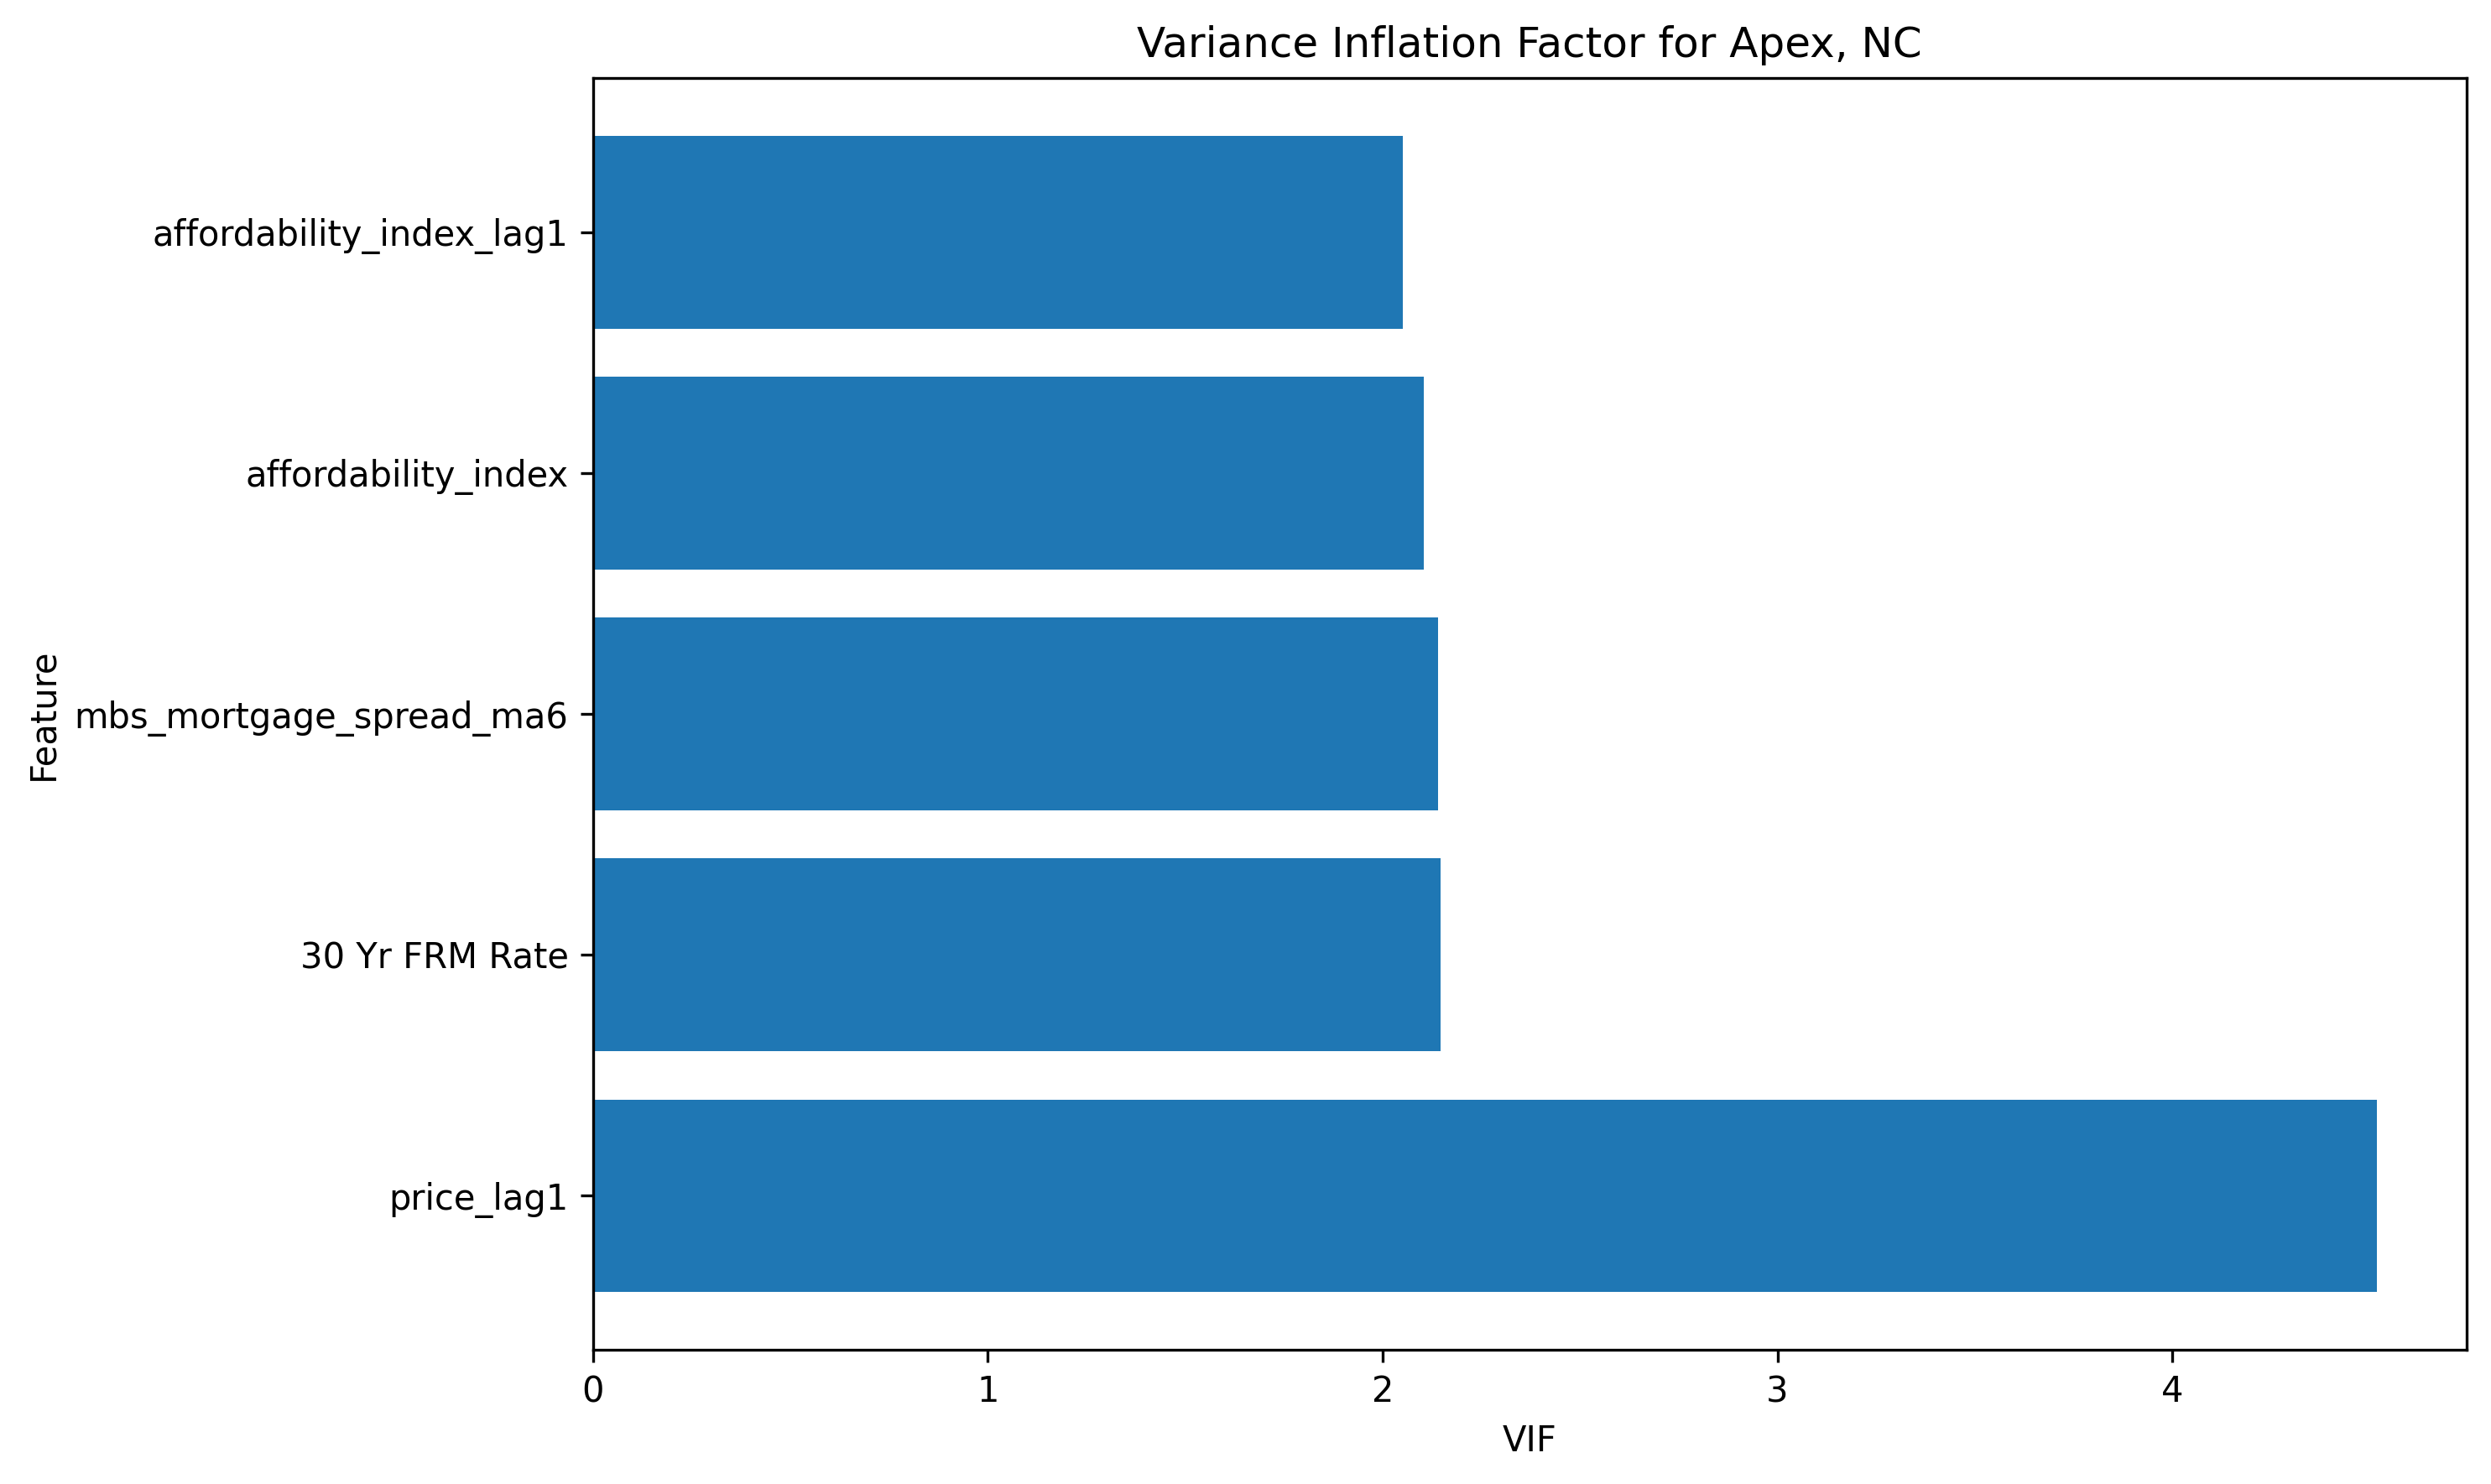 Variance Inflation Factor for Apex, NC
affordability_index_lag1
affordability_index
mbs_mortgage_spread_ma6
30 Yr FRM Rate
price_lag1
Feature
0 1 2 3 4
VIF